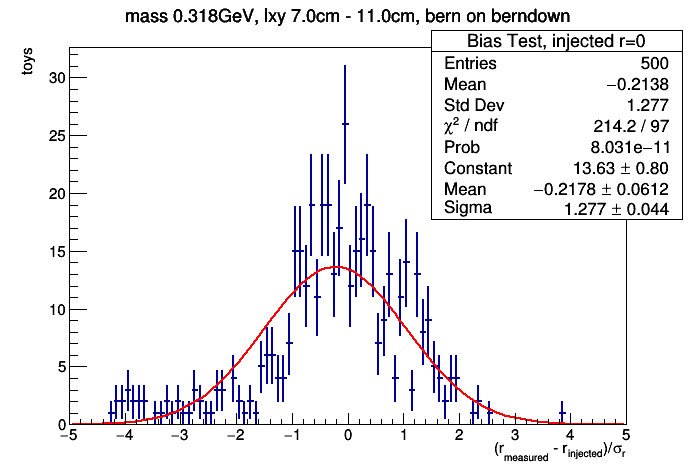 mass 0.318GeV, lxy 7.0cm - 11.0cm, bern on berndown
Bias Test, injected r=0
Entries 500
Mean −0.2138
Std Dev 1.277
χ² / ndf 214.2 / 97
Prob 8.031e−11
Constant 13.63 ± 0.80
Mean −0.2178 ± 0.0612
Sigma 1.277 ± 0.044
toys
30
25
20
15
10
5
0
−5 −4 −3 −2 −1 0 1 2 3 4 5
(r_measured - r_injected)/σ_r